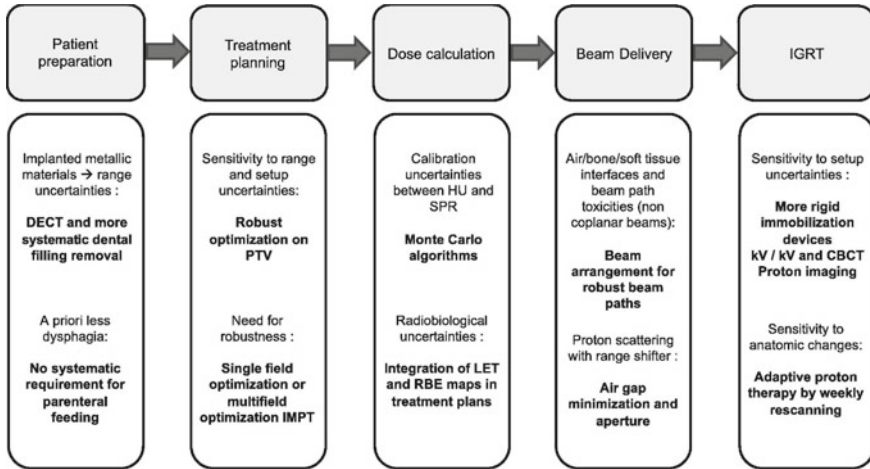 Patient
preparation
Treatment
planning
Dose calculation
Beam Delivery
IGRT
Implanted metallic
materials → range
uncertainties :
DECT and more
systematic dental
filling removal
A priori less
dysphagia:
No systematic
requirement for
parenteral
feeding
Sensitivity to range
and setup
uncertainties:
Robust
optimization on
PTV
Need for
robustness :
Single field
optimization or
multifield
optimization IMPT
Calibration
uncertainties
between HU and
SPR
Monte Carlo
algorithms
Radiobiological
uncertainties :
Integration of LET
and RBE maps in
treatment plans
Air/bone/soft tissue
interfaces and
beam path
toxicities (non
coplanar beams):
Beam
arrangement for
robust beam
paths
Proton scattering
with range shifter :
Air gap
minimization and
aperture
Sensitivity to setup
uncertainties :
More rigid
immobilization
devices
kV / kV and CBCT
Proton imaging
Sensitivity to
anatomic changes:
Adaptive proton
therapy by weekly
rescanning